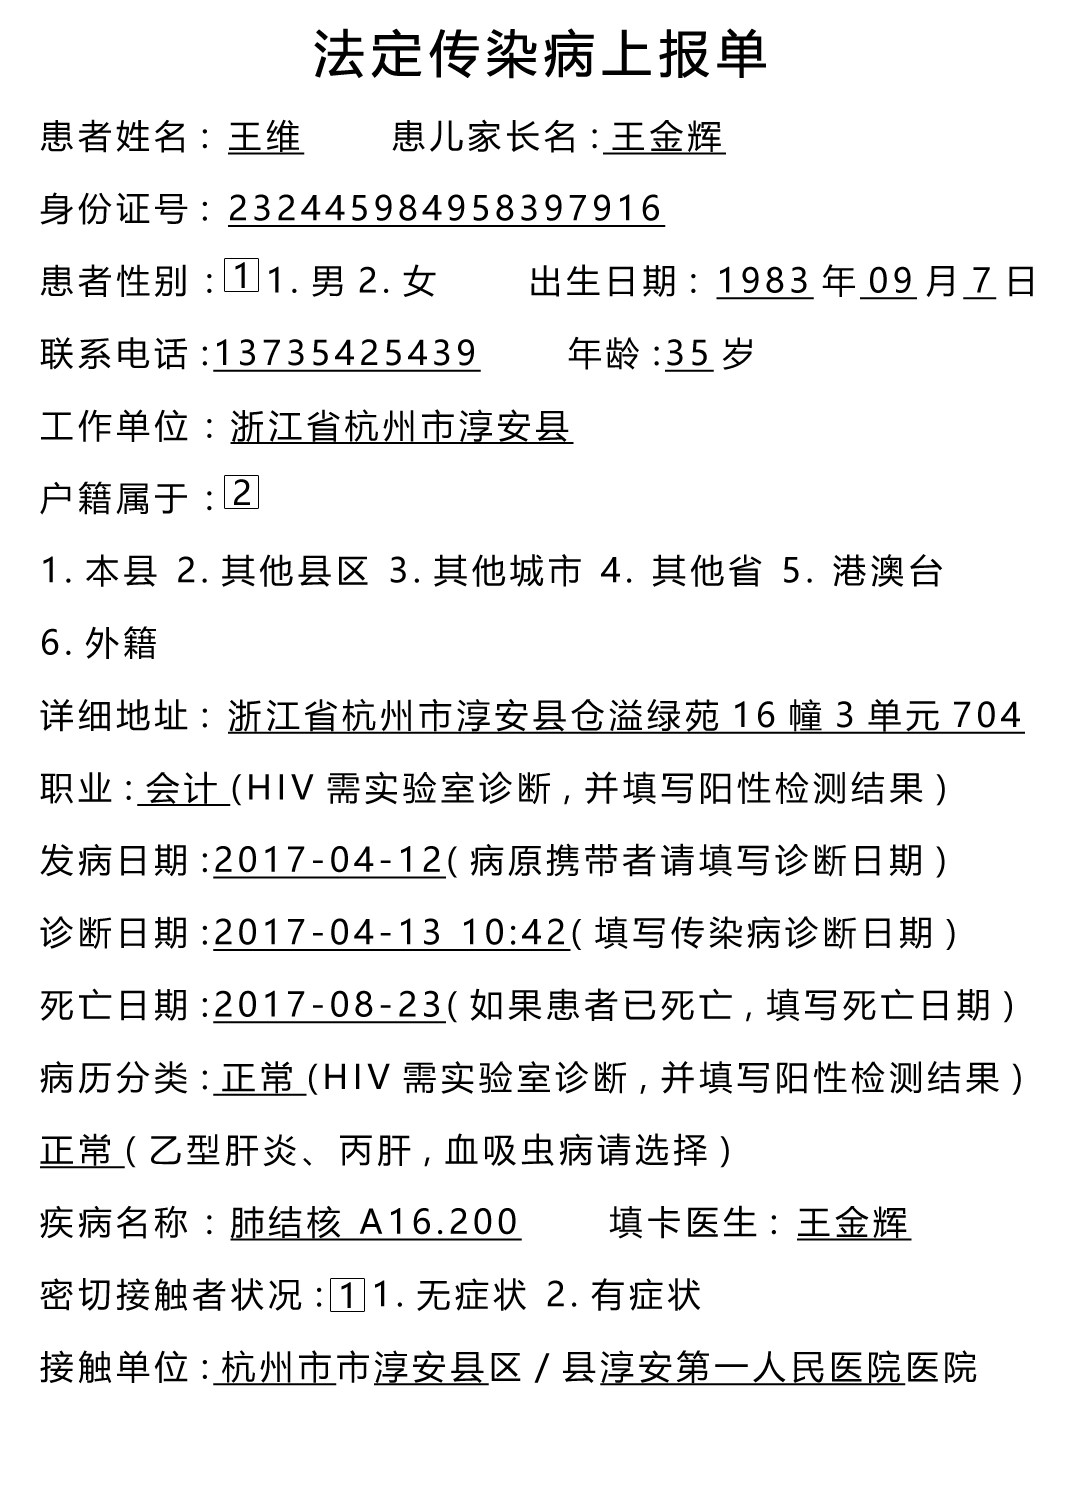 法定传染病上报单
患者姓名： 王维 患儿家长名： 王金辉
身份证号： 232445984958397916
患者性别：1 1. 男 2. 女 出生日期： 1983 年 09 月 7 日
联系电话：13735425439 年龄：35 岁
工作单位： 浙江省杭州市淳安县
户籍属于：2
1. 本县 2. 其他县区 3. 其他城市 4. 其他省 5. 港澳台
6. 外籍
详细地址： 浙江省杭州市淳安县仓溢绿苑 16 幢 3 单元 704
职业： 会计 (HIV 需实验室诊断, 并填写阳性检测结果)
发病日期：2017-04-12( 病原携带者请填写诊断日期)
诊断日期：2017-04-13 10:42( 填写传染病诊断日期)
死亡日期：2017-08-23( 如果患者已死亡, 填写死亡日期)
病历分类： 正常 (HIV 需实验室诊断, 并填写阳性检测结果)
正常 ( 乙型肝炎、丙肝, 血吸虫病请选择)
疾病名称： 肺结核 A16.200 填卡医生： 王金辉
密切接触者状况：1 1. 无症状 2. 有症状
接触单位： 杭州市市淳安县区 / 县淳安第一人民医院医院